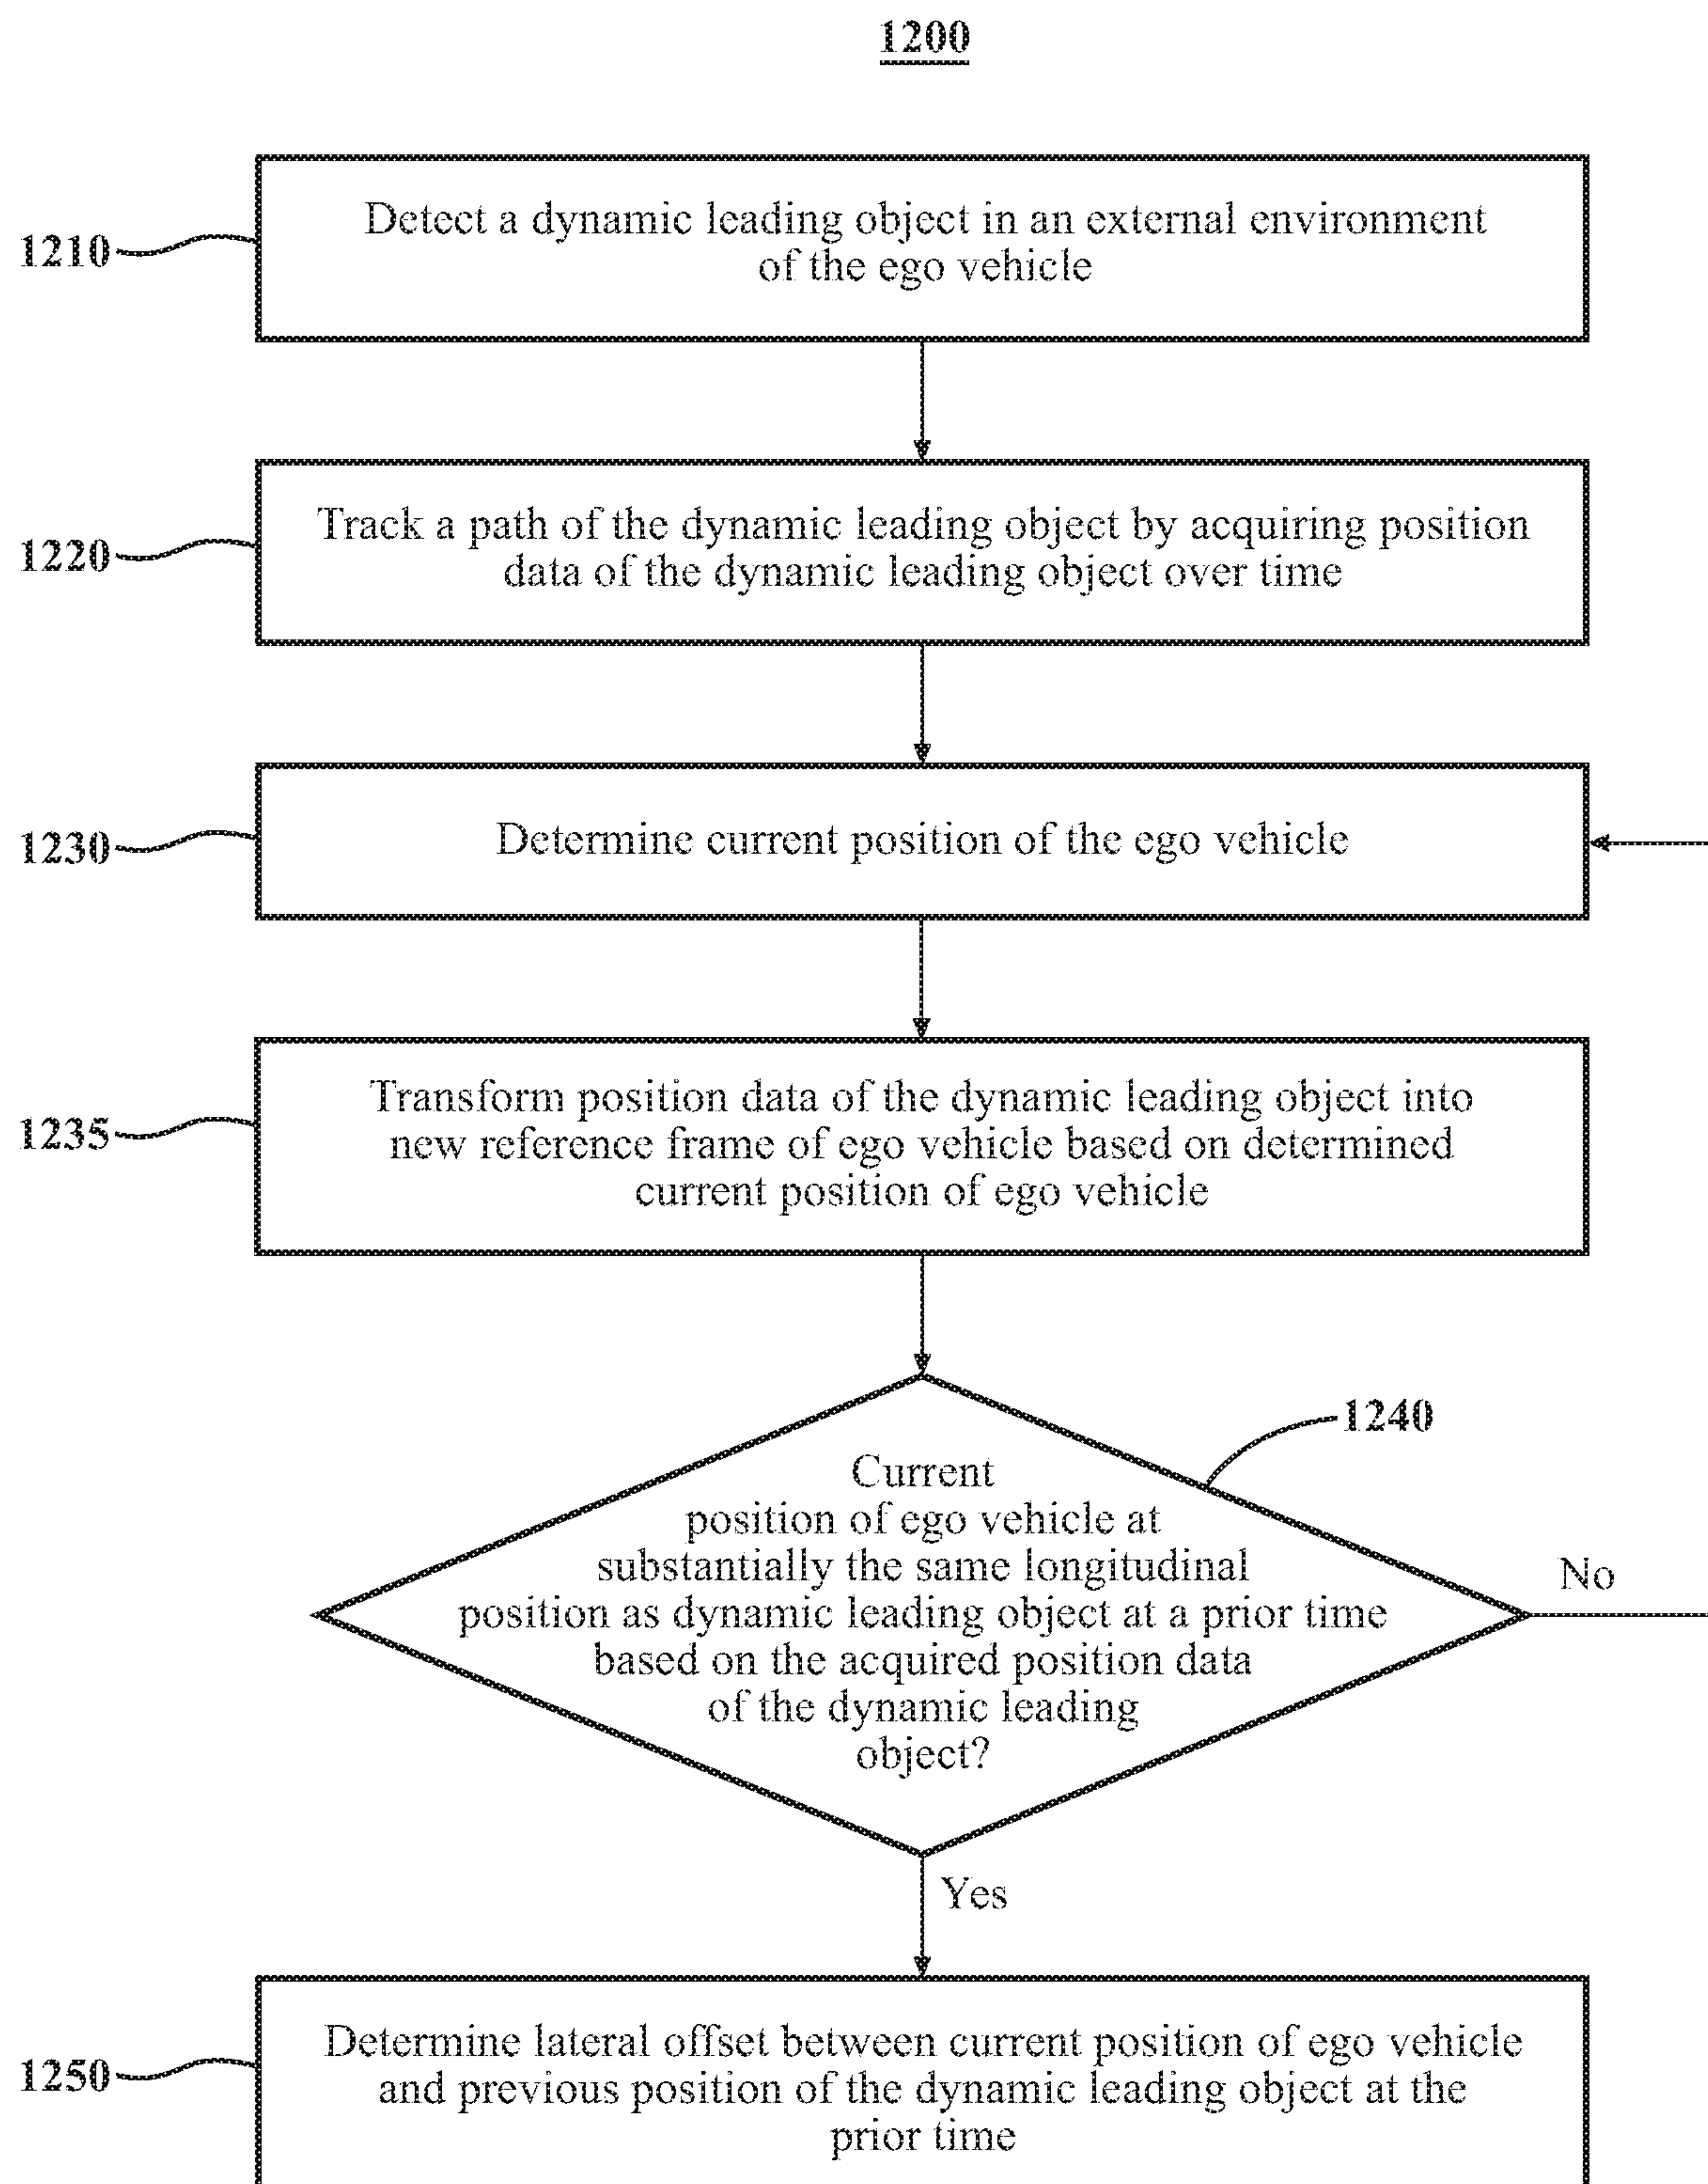 1200
1210
Detect a dynamic leading object in an external environment
of the ego vehicle
1220
Track a path of the dynamic leading object by acquiring position
data of the dynamic leading object over time
1230
Determine current position of the ego vehicle
1235
Transform position data of the dynamic leading object into
new reference frame of ego vehicle based on determined
current position of ego vehicle
1240
Current
position of ego vehicle at
substantially the same longitudinal
position as dynamic leading object at a prior time
based on the acquired position data
of the dynamic leading
object?
No
Yes
1250
Determine lateral offset between current position of ego vehicle
and previous position of the dynamic leading object at the
prior time